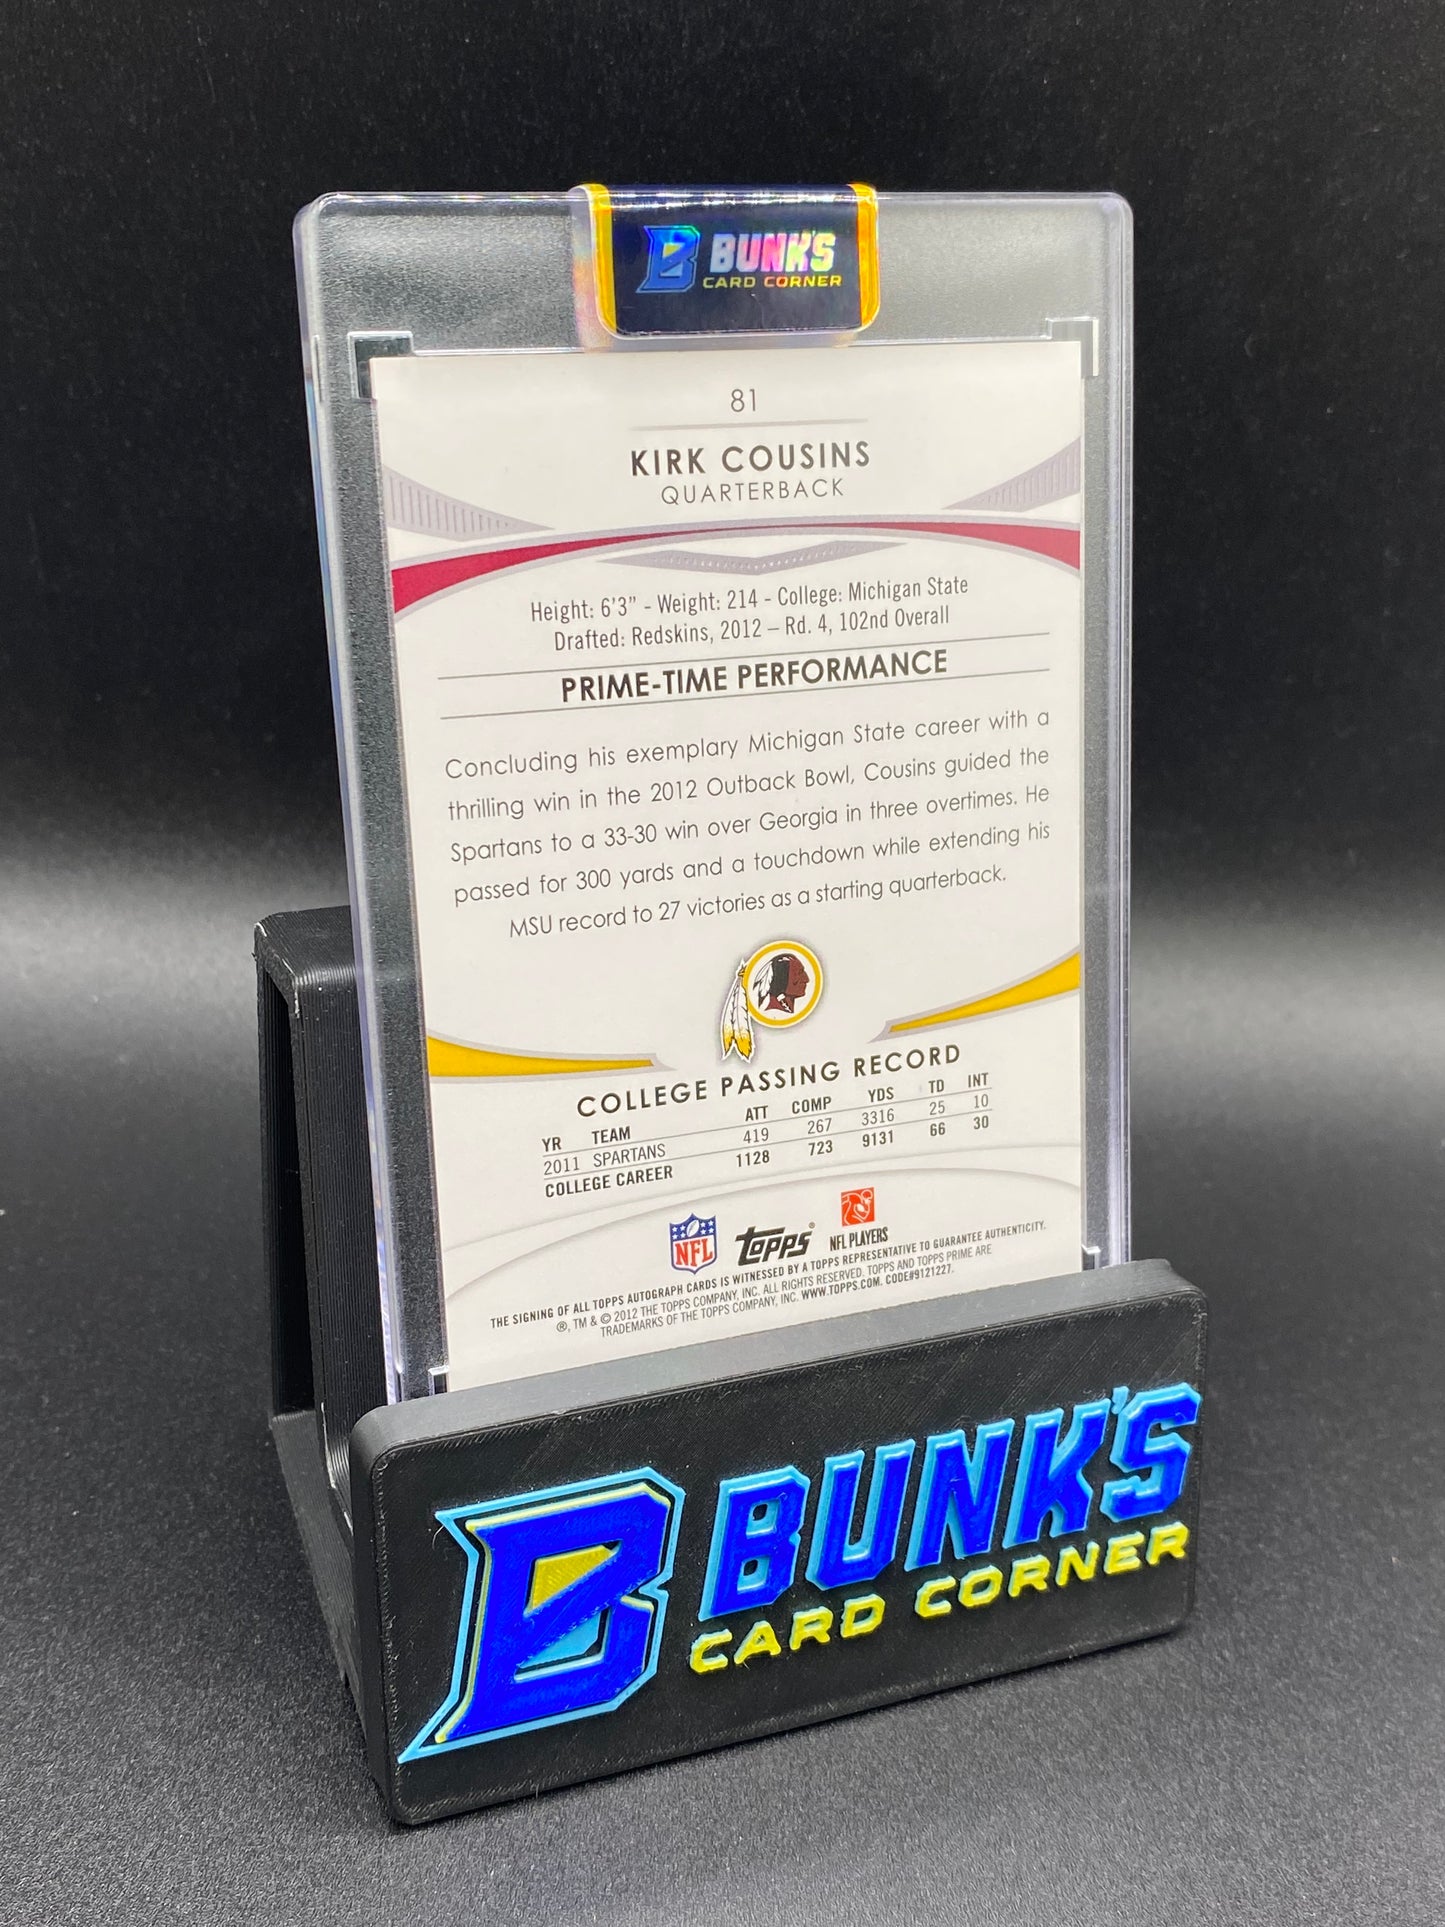 B BUNK'S
CARD CORNER
81
KIRK COUSINS
QUARTERBACK
Height: 6'3" - Weight: 214 - College: Michigan State
Drafted: Redskins, 2012 – Rd. 4, 102nd Overall
PRIME-TIME PERFORMANCE
Concluding his exemplary Michigan State career with a
thrilling win in the 2012 Outback Bowl, Cousins guided the
Spartans to a 33-30 win over Georgia in three overtimes. He
passed for 300 yards and a touchdown while extending his
MSU record to 27 victories as a starting quarterback.
COLLEGE PASSING RECORD
YR TEAM ATT COMP YDS TD INT
2011 SPARTANS 419 267 3316 25 10
COLLEGE CAREER 1128 723 9131 66 30
NFL Topps® NFL PLAYERS
THE SIGNING OF ALL TOPPS AUTOGRAPH CARDS IS WITNESSED BY A TOPPS REPRESENTATIVE TO GUARANTEE AUTHENTICITY.
®, TM & © 2012 THE TOPPS COMPANY, INC. ALL RIGHTS RESERVED. TOPPS AND TOPPS PRIME ARE
TRADEMARKS OF THE TOPPS COMPANY, INC. WWW.TOPPS.COM. CODE#9121227.
B BUNK'S
CARD CORNER